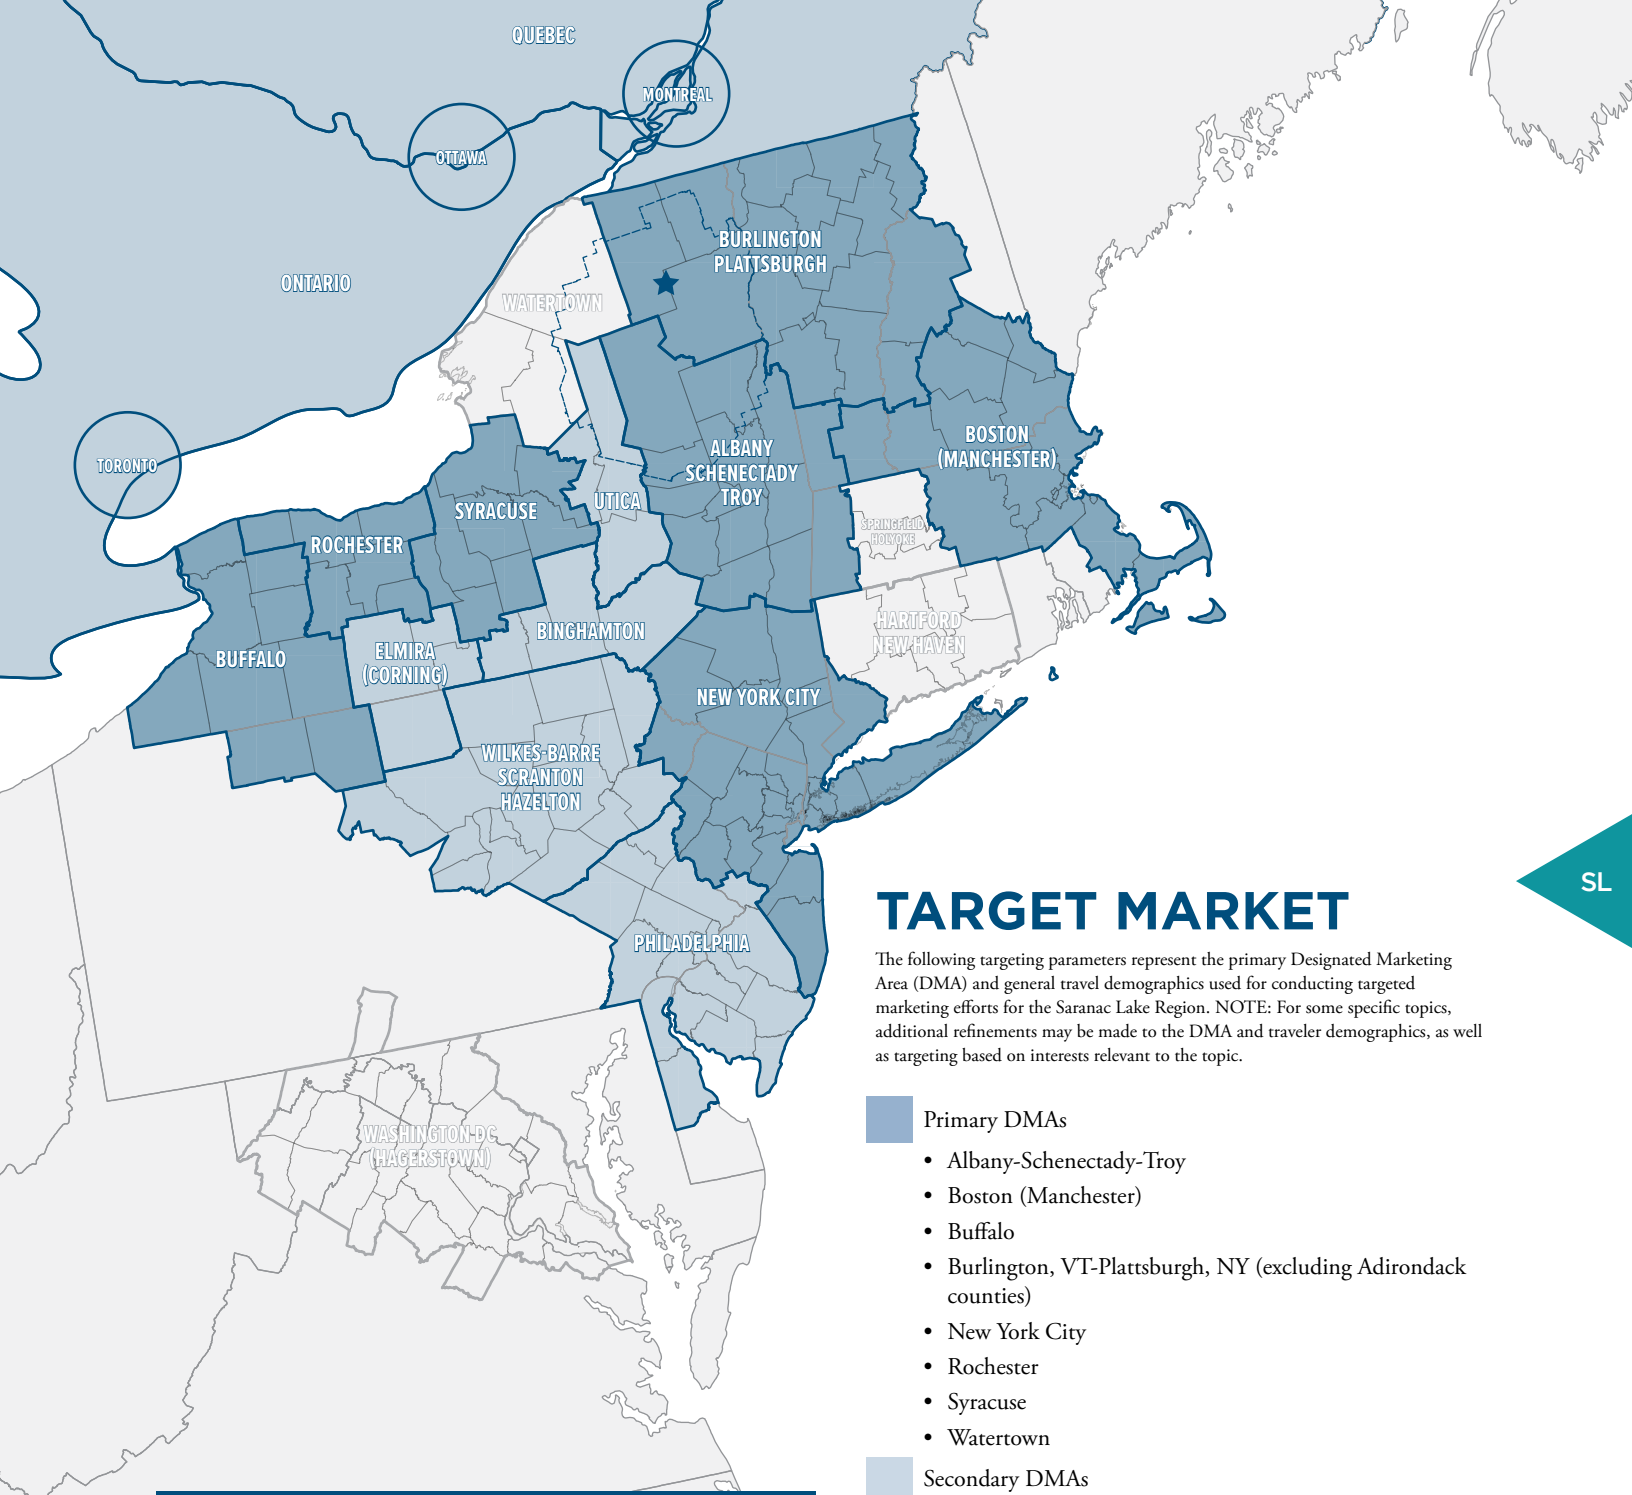 QUEBEC
MONTREAL
OTTAWA
BURLINGTON
PLATTSBURGH
ONTARIO
WATERTOWN
BOSTON
(MANCHESTER)
ALBANY
SCHENECTADY
TROY
TORONTO
UTICA
SYRACUSE
SPRINGFIELD
HOLYOKE
ROCHESTER
HARTFORD
NEW HAVEN
BINGHAMTON
ELMIRA
(CORNING)
BUFFALO
NEW YORK CITY
WILKES-BARRE
SCRANTON
HAZELTON
PHILADELPHIA
WASHINGTON DC
(HAGERSTOWN)
SL
TARGET MARKET
The following targeting parameters represent the primary Designated Marketing
Area (DMA) and general travel demographics used for conducting targeted
marketing efforts for the Saranac Lake Region. NOTE: For some specific topics,
additional refinements may be made to the DMA and traveler demographics, as well
as targeting based on interests relevant to the topic.
Primary DMAs
• Albany-Schenectady-Troy
• Boston (Manchester)
• Buffalo
• Burlington, VT-Plattsburgh, NY (excluding Adirondack
counties)
• New York City
• Rochester
• Syracuse
• Watertown
Secondary DMAs